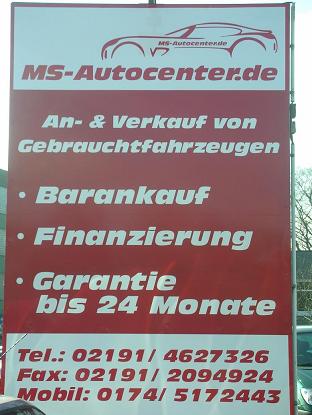 MS-Autocenter.de
MS-Autocenter.de
An- & Verkauf von
Gebrauchtfahrzeugen
• Barankauf
• Finanzierung
• Garantie
bis 24 Monate
Tel.: 02191/ 4627326
Fax: 02191/ 2094924
Mobil: 0174/ 5172443